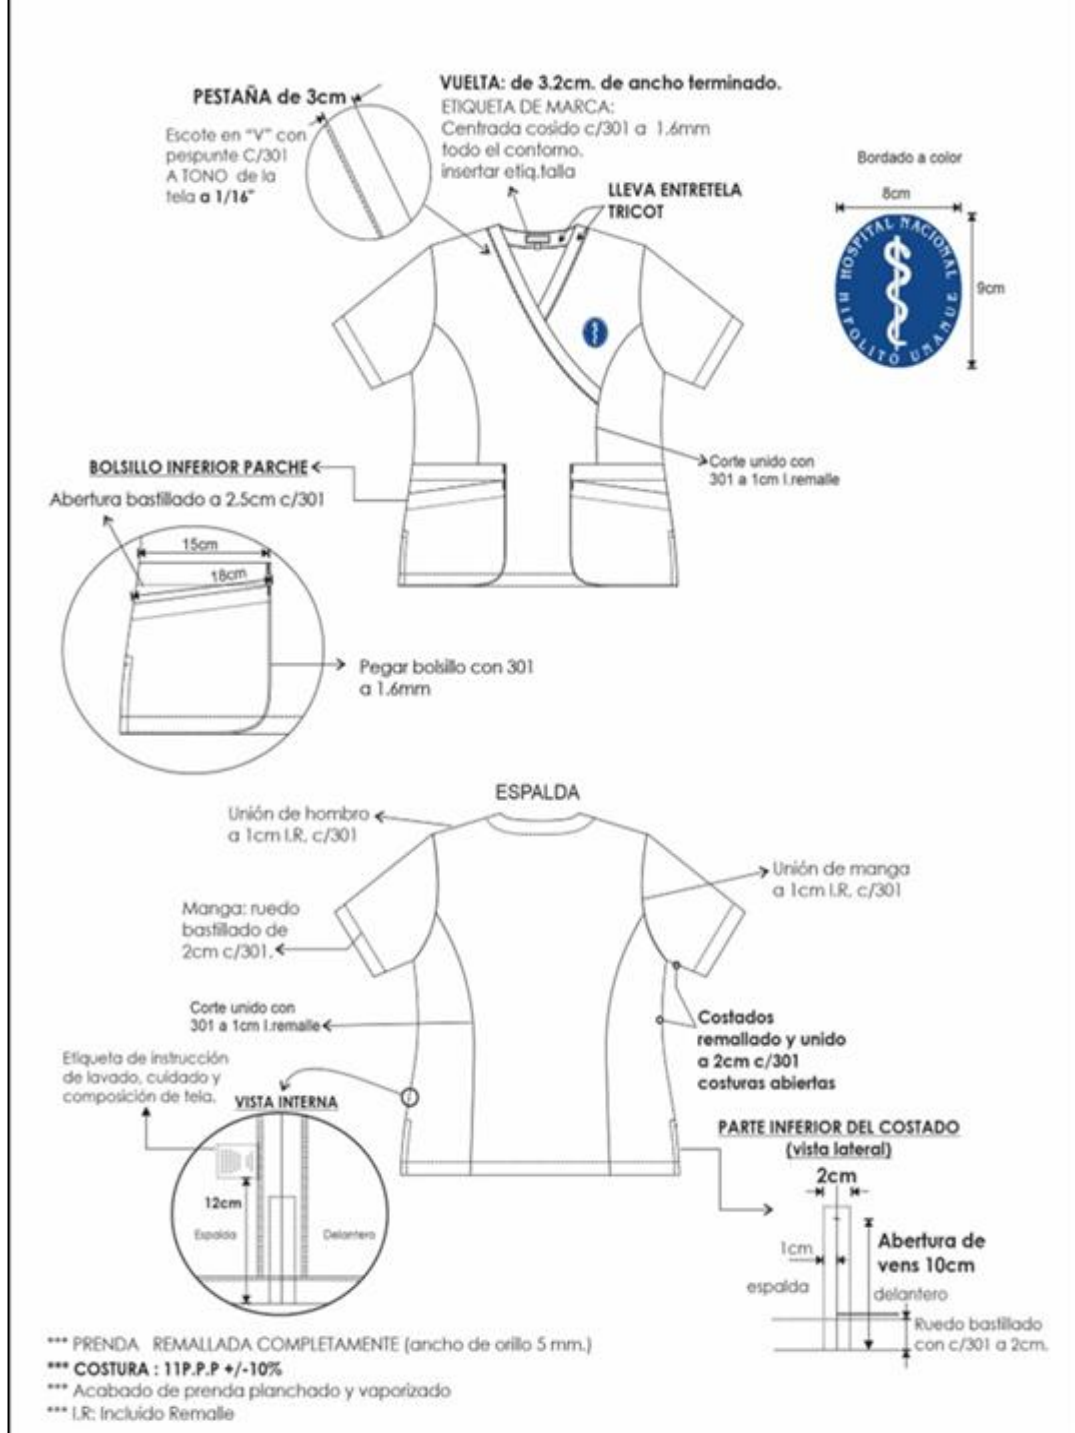 PESTAÑA de 3cm
Escote en "V" con
pespunte C/301
A TONO de la
tela a 1/16"
VUELTA: de 3.2cm. de ancho terminado.
ETIQUETA DE MARCA:
Centrada cosido c/301 a 1.6mm
todo el contorno.
insertar etiq.talla
LLEVA ENTRETELA
TRICOT
Bordado a color
8cm
HOSPITAL NACIONAL
HIPOLITO UNANUE
9cm
BOLSILLO INFERIOR PARCHE
Abertura bastillado a 2.5cm c/301
Corte unido con
301 a 1cm I.remalle
15cm
18cm
Pegar bolsillo con 301
a 1.6mm
ESPALDA
Unión de hombro
a 1cm I.R, c/301
Unión de manga
a 1cm I.R, c/301
Manga: ruedo
bastillado de
2cm c/301.
Corte unido con
301 a 1cm I.remalle
Costados
remallado y unido
a 2cm c/301
costuras abiertas
Etiqueta de instrucción
de lavado, cuidado y
composición de tela.
VISTA INTERNA
12cm
Espalda
Delantero
PARTE INFERIOR DEL COSTADO
(vista lateral)
2cm
1cm
Abertura de
vens 10cm
espalda
delantero
Ruedo bastillado
con c/301 a 2cm.
*** PRENDA REMALLADA COMPLETAMENTE (ancho de orillo 5 mm.)
*** COSTURA : 11P.P.P +/-10%
*** Acabado de prenda planchado y vaporizado
*** I.R: Incluído Remalle